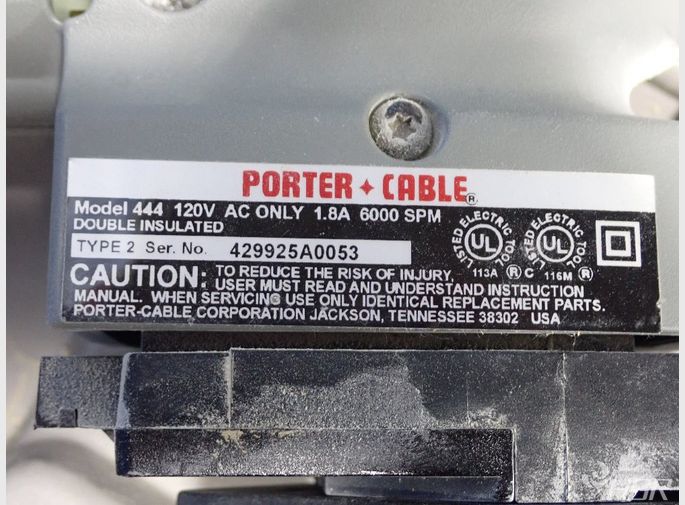 PORTER+CABLE®
Model 444 120V AC ONLY 1.8A 6000 SPM
DOUBLE INSULATED
TYPE 2 Ser. No. 429925A0053
LISTED ELECTRIC TOOL
UL
113A ®
LISTED ELECTRIC TOOL
UL
C 116M ®
CAUTION: TO REDUCE THE RISK OF INJURY,
USER MUST READ AND UNDERSTAND INSTRUCTION
MANUAL. WHEN SERVICING USE ONLY IDENTICAL REPLACEMENT PARTS.
PORTER-CABLE CORPORATION JACKSON, TENNESSEE 38302 USA